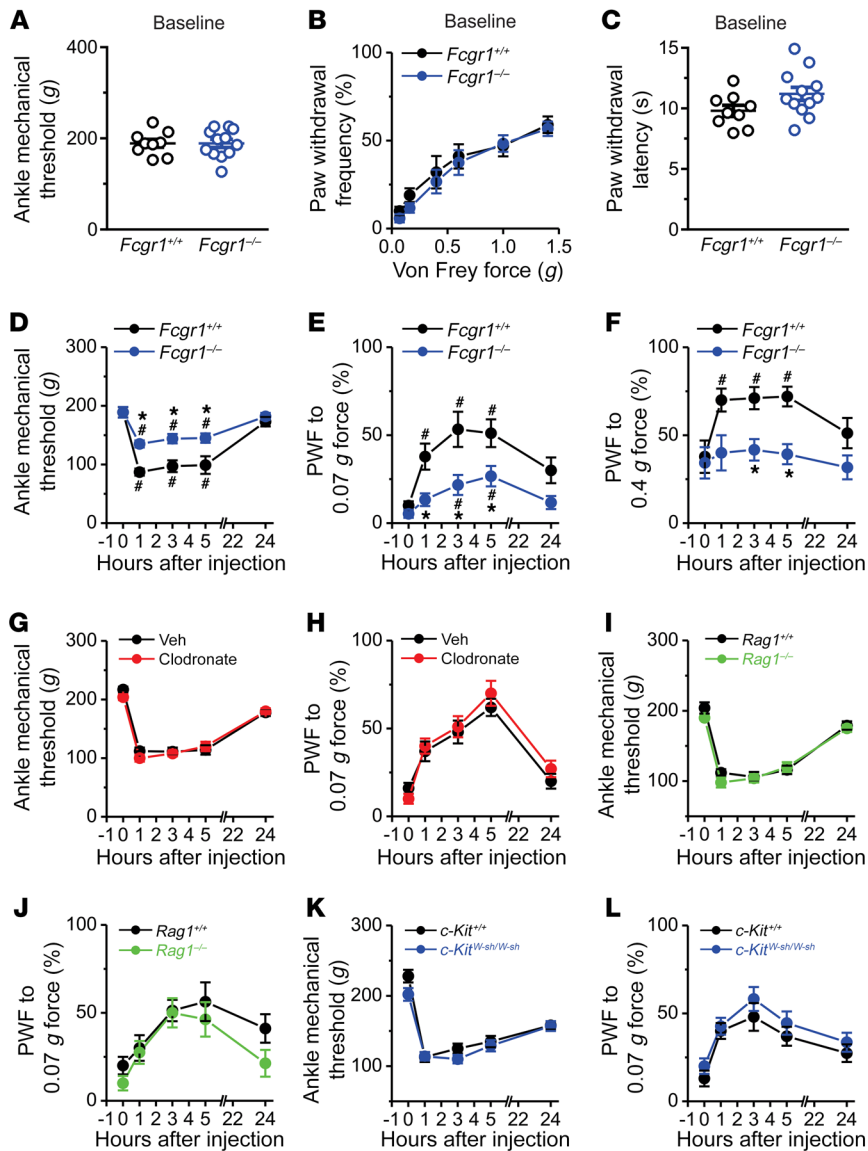 A
Baseline
Ankle mechanical
threshold (g)
400
200
0
Fcgr1+/+
Fcgr1–/–
B
Baseline
Fcgr1+/+
Fcgr1–/–
Paw withdrawal
frequency (%)
100
50
0
0.0 0.5 1.0 1.5
Von Frey force (g)
C
Baseline
Paw withdrawal
latency (s)
15
10
5
0
Fcgr1+/+
Fcgr1–/–
D
Fcgr1+/+
Fcgr1–/–
Ankle mechanical
threshold (g)
300
200
100
0
* * *
# # #
# # #
-1 0 1 2 3 4 5 22 24
Hours after injection
E
Fcgr1+/+
Fcgr1–/–
PWF to
0.07 g force (%)
100
50
0
# # #
# #
* * *
-1 0 1 2 3 4 5 22 24
Hours after injection
F
Fcgr1+/+
Fcgr1–/–
PWF to
0.4 g force (%)
100
50
0
# # #
* *
-1 0 1 2 3 4 5 22 24
Hours after injection
G
Veh
Clodronate
Ankle mechanical
threshold (g)
300
200
100
0
-1 0 1 2 3 4 5 22 24
Hours after injection
H
Veh
Clodronate
PWF to
0.07 g force (%)
100
50
0
-1 0 1 2 3 4 5 22 24
Hours after injection
I
Rag1+/+
Rag1–/–
Ankle mechanical
threshold (g)
300
200
100
-1 0 1 2 3 4 5 22 24
Hours after injection
J
Rag1+/+
Rag1–/–
PWF to
0.07 g force (%)
100
50
0
-1 0 1 2 3 4 5 22 24
Hours after injection
K
c-Kit+/+
c-KitW-sh/W-sh
Ankle mechanical
threshold (g)
300
200
100
-1 0 1 2 3 4 5 22 24
Hours after injection
L
c-Kit+/+
c-KitW-sh/W-sh
PWF to
0.07 g force (%)
100
50
0
-1 0 1 2 3 4 5 22 24
Hours after injection